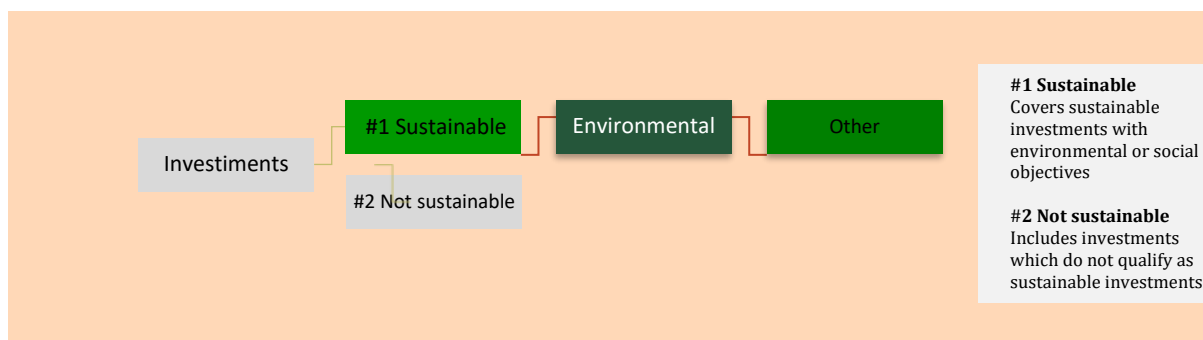 Investiments
#1 Sustainable
#2 Not sustainable
Environmental
Other
#1 Sustainable
Covers sustainable
investments with
environmental or social
objectives
#2 Not sustainable
Includes investments
which do not qualify as
sustainable investments